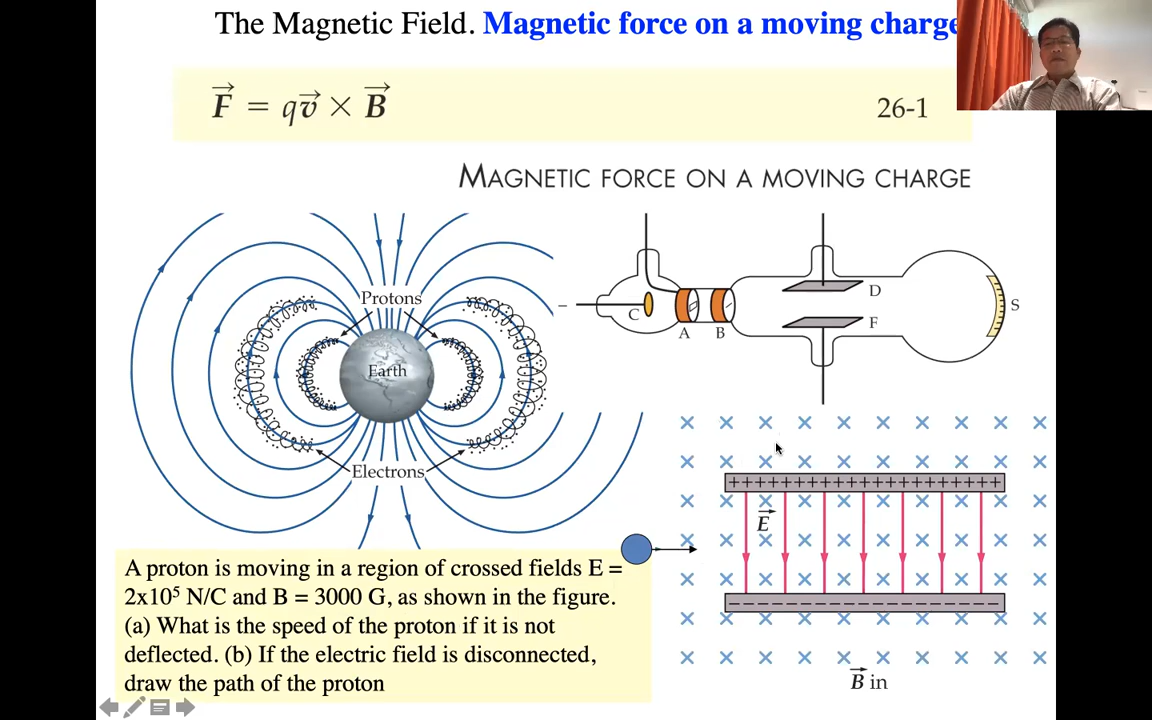 The Magnetic Field. Magnetic force on a moving charge
F = qv × B
26-1
MAGNETIC FORCE ON A MOVING CHARGE
Protons
Earth
Electrons
−
C
A
B
D
F
S
+++++++++++++++++++++
E
−−−−−−−−−−−−−−−−−−−−−
B in
A proton is moving in a region of crossed fields E =
2x10⁵ N/C and B = 3000 G, as shown in the figure.
(a) What is the speed of the proton if it is not
deflected. (b) If the electric field is disconnected,
draw the path of the proton